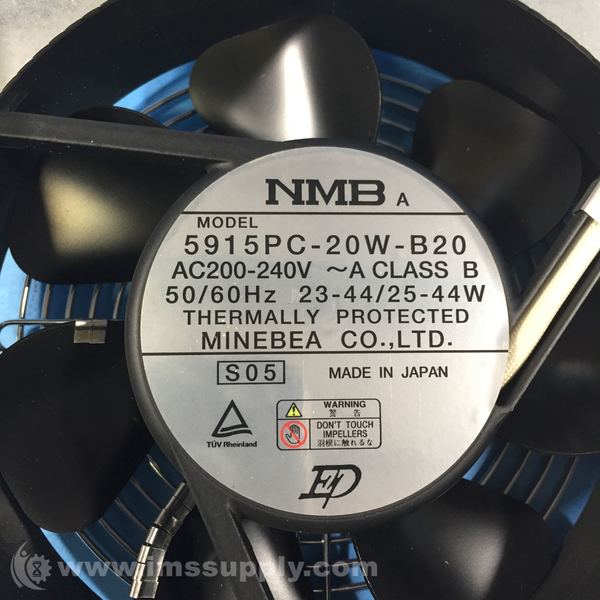 NMB A
MODEL
5915PC-20W-B20
AC200-240V ~A CLASS B
50/60Hz 23-44/25-44W
THERMALLY PROTECTED
MINEBEA CO.,LTD.
S05 MADE IN JAPAN
TÜV Rheinland
WARNING
警告
DON'T TOUCH
IMPELLERS
羽根に触れるな
www.imssupply.com